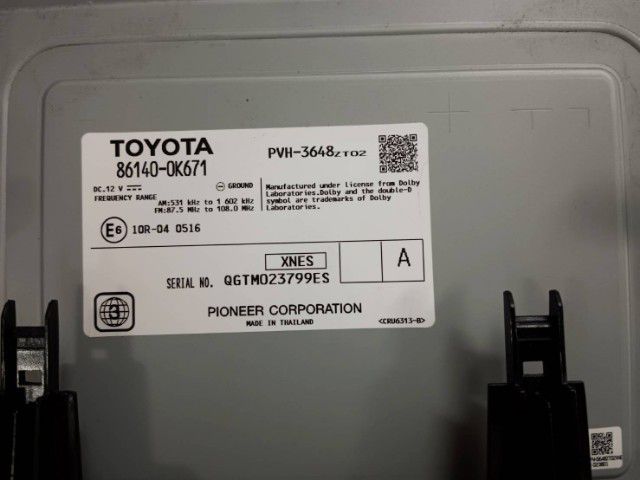 TOYOTA
86140-0K671
PVH-3648ZT02
DC.12 V
GROUND
FREQUENCY RANGE
AM:531 kHz to 1 602 kHz
FM:87.5 MHz to 108.0 MHz
Manufactured under license from Dolby
Laboratories.Dolby and the double-D
symbol are trademarks of Dolby
Laboratories.
E6 10R-04 0516
XNES
A
SERIAL NO. QGTM023799ES
3
PIONEER CORPORATION
MADE IN THAILAND
<CRU6313-B>